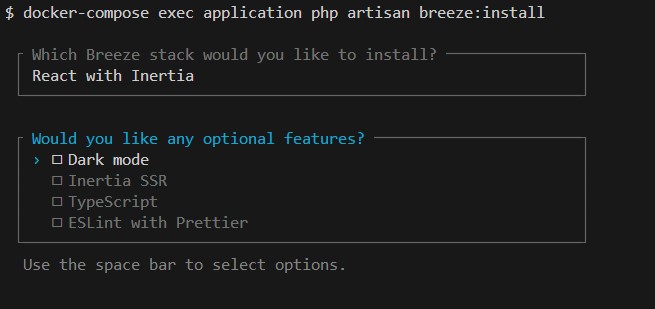 $ docker-compose exec application php artisan breeze:install
Which Breeze stack would you like to install?
React with Inertia
Would you like any optional features?
› ☐ Dark mode
☐ Inertia SSR
☐ TypeScript
☐ ESLint with Prettier
Use the space bar to select options.